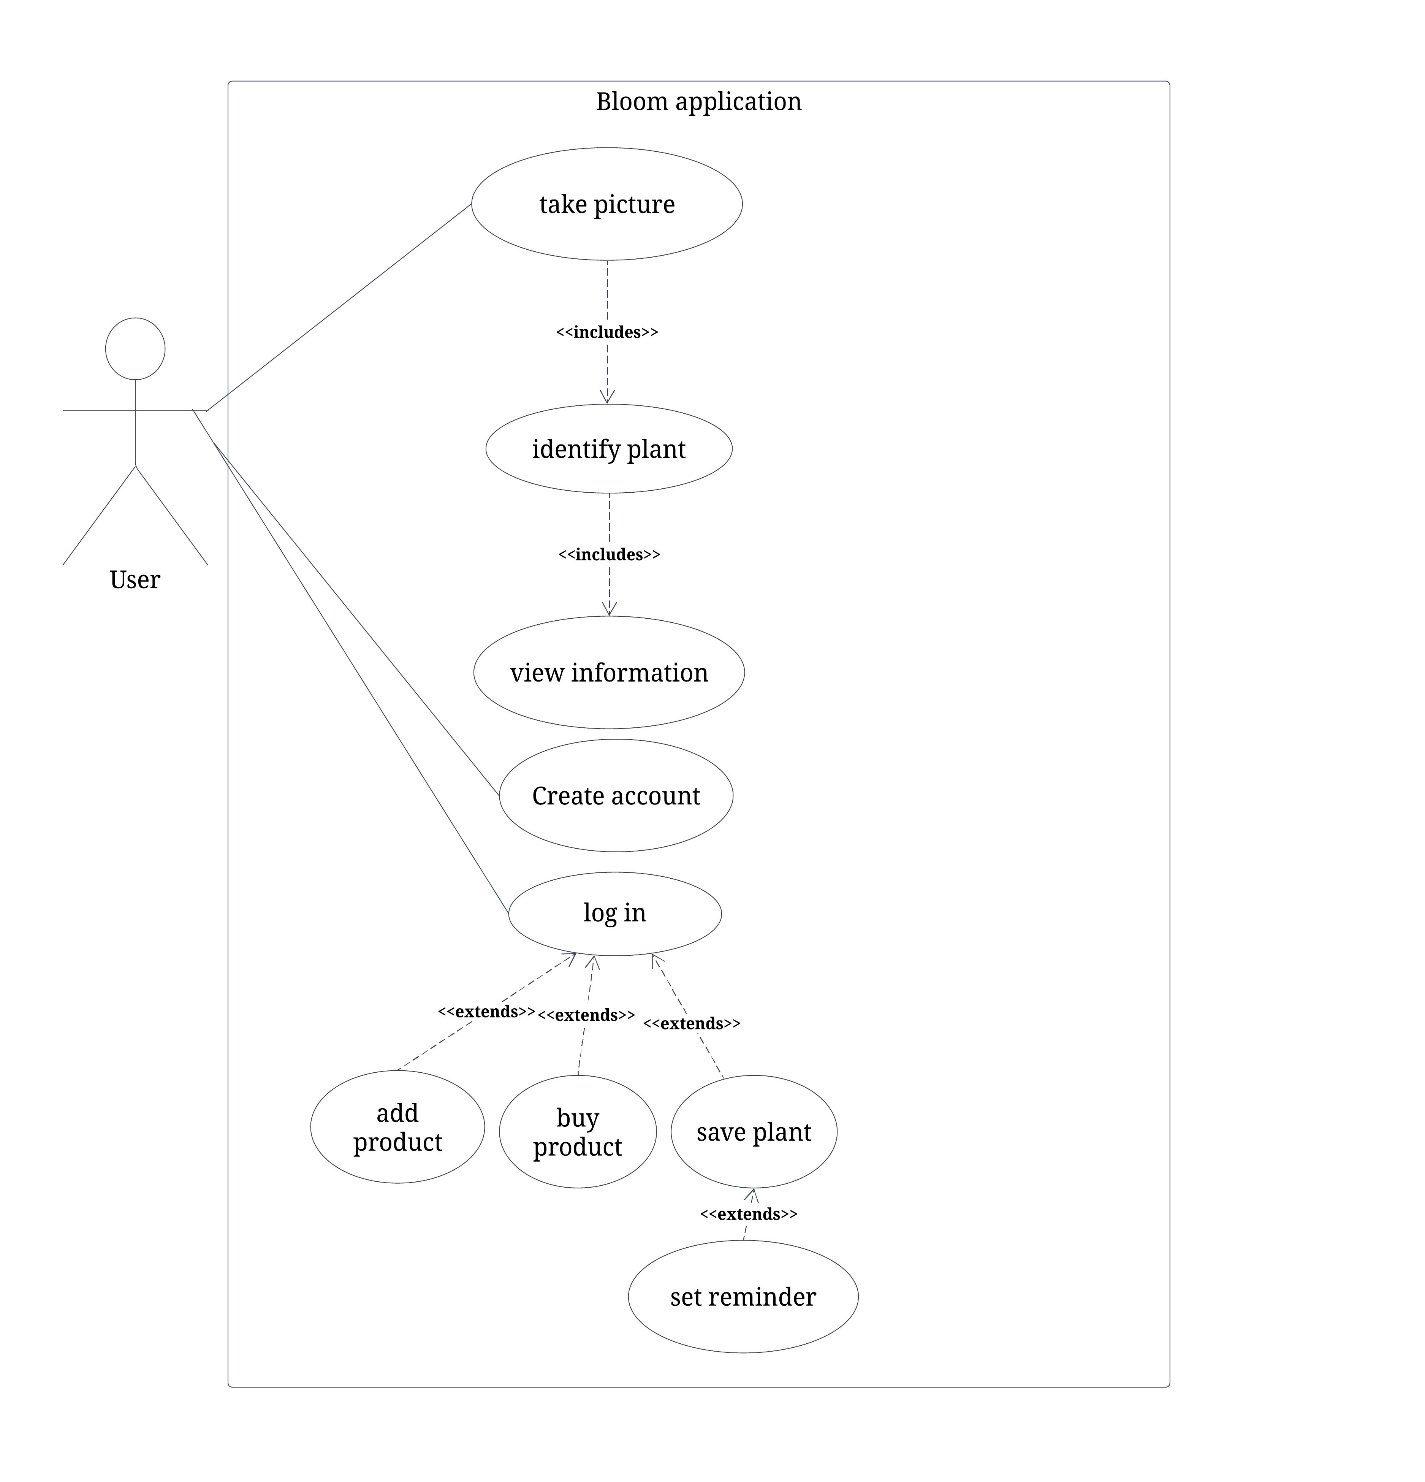 Bloom application
take picture
<<includes>>
identify plant
<<includes>>
User
view information
Create account
log in
<<extends>>
<<extends>>
<<extends>>
add
product
buy
product
save plant
<<extends>>
set reminder